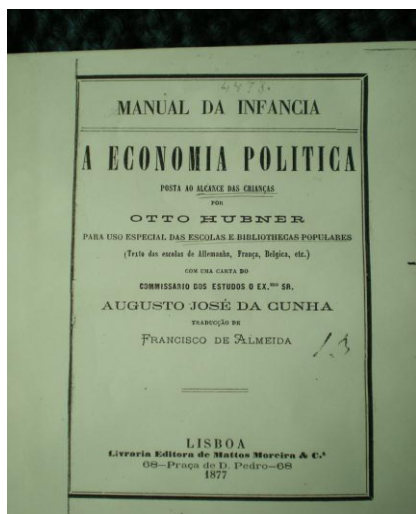 MANUAL DA INFANCIA
A ECONOMIA POLITICA
POSTA AO ALCANCE DAS CRIANÇAS
POR
OTTO HUBNER
PARA USO ESPECIAL DAS ESCOLAS E BIBLIOTHECAS POPULARES
(Texto das escolas de Allemanha, França, Belgica, etc.)
COM UMA CARTA DO
COMMISSARIO DOS ESTUDOS O EX.MO SR.
AUGUSTO JOSÉ DA CUNHA
TRADUCÇÃO DE
FRANCISCO DE ALMEIDA
LISBOA
Livraria Editora de Mattos Moreira & C.ª
68—Praça de D. Pedro—68
1877